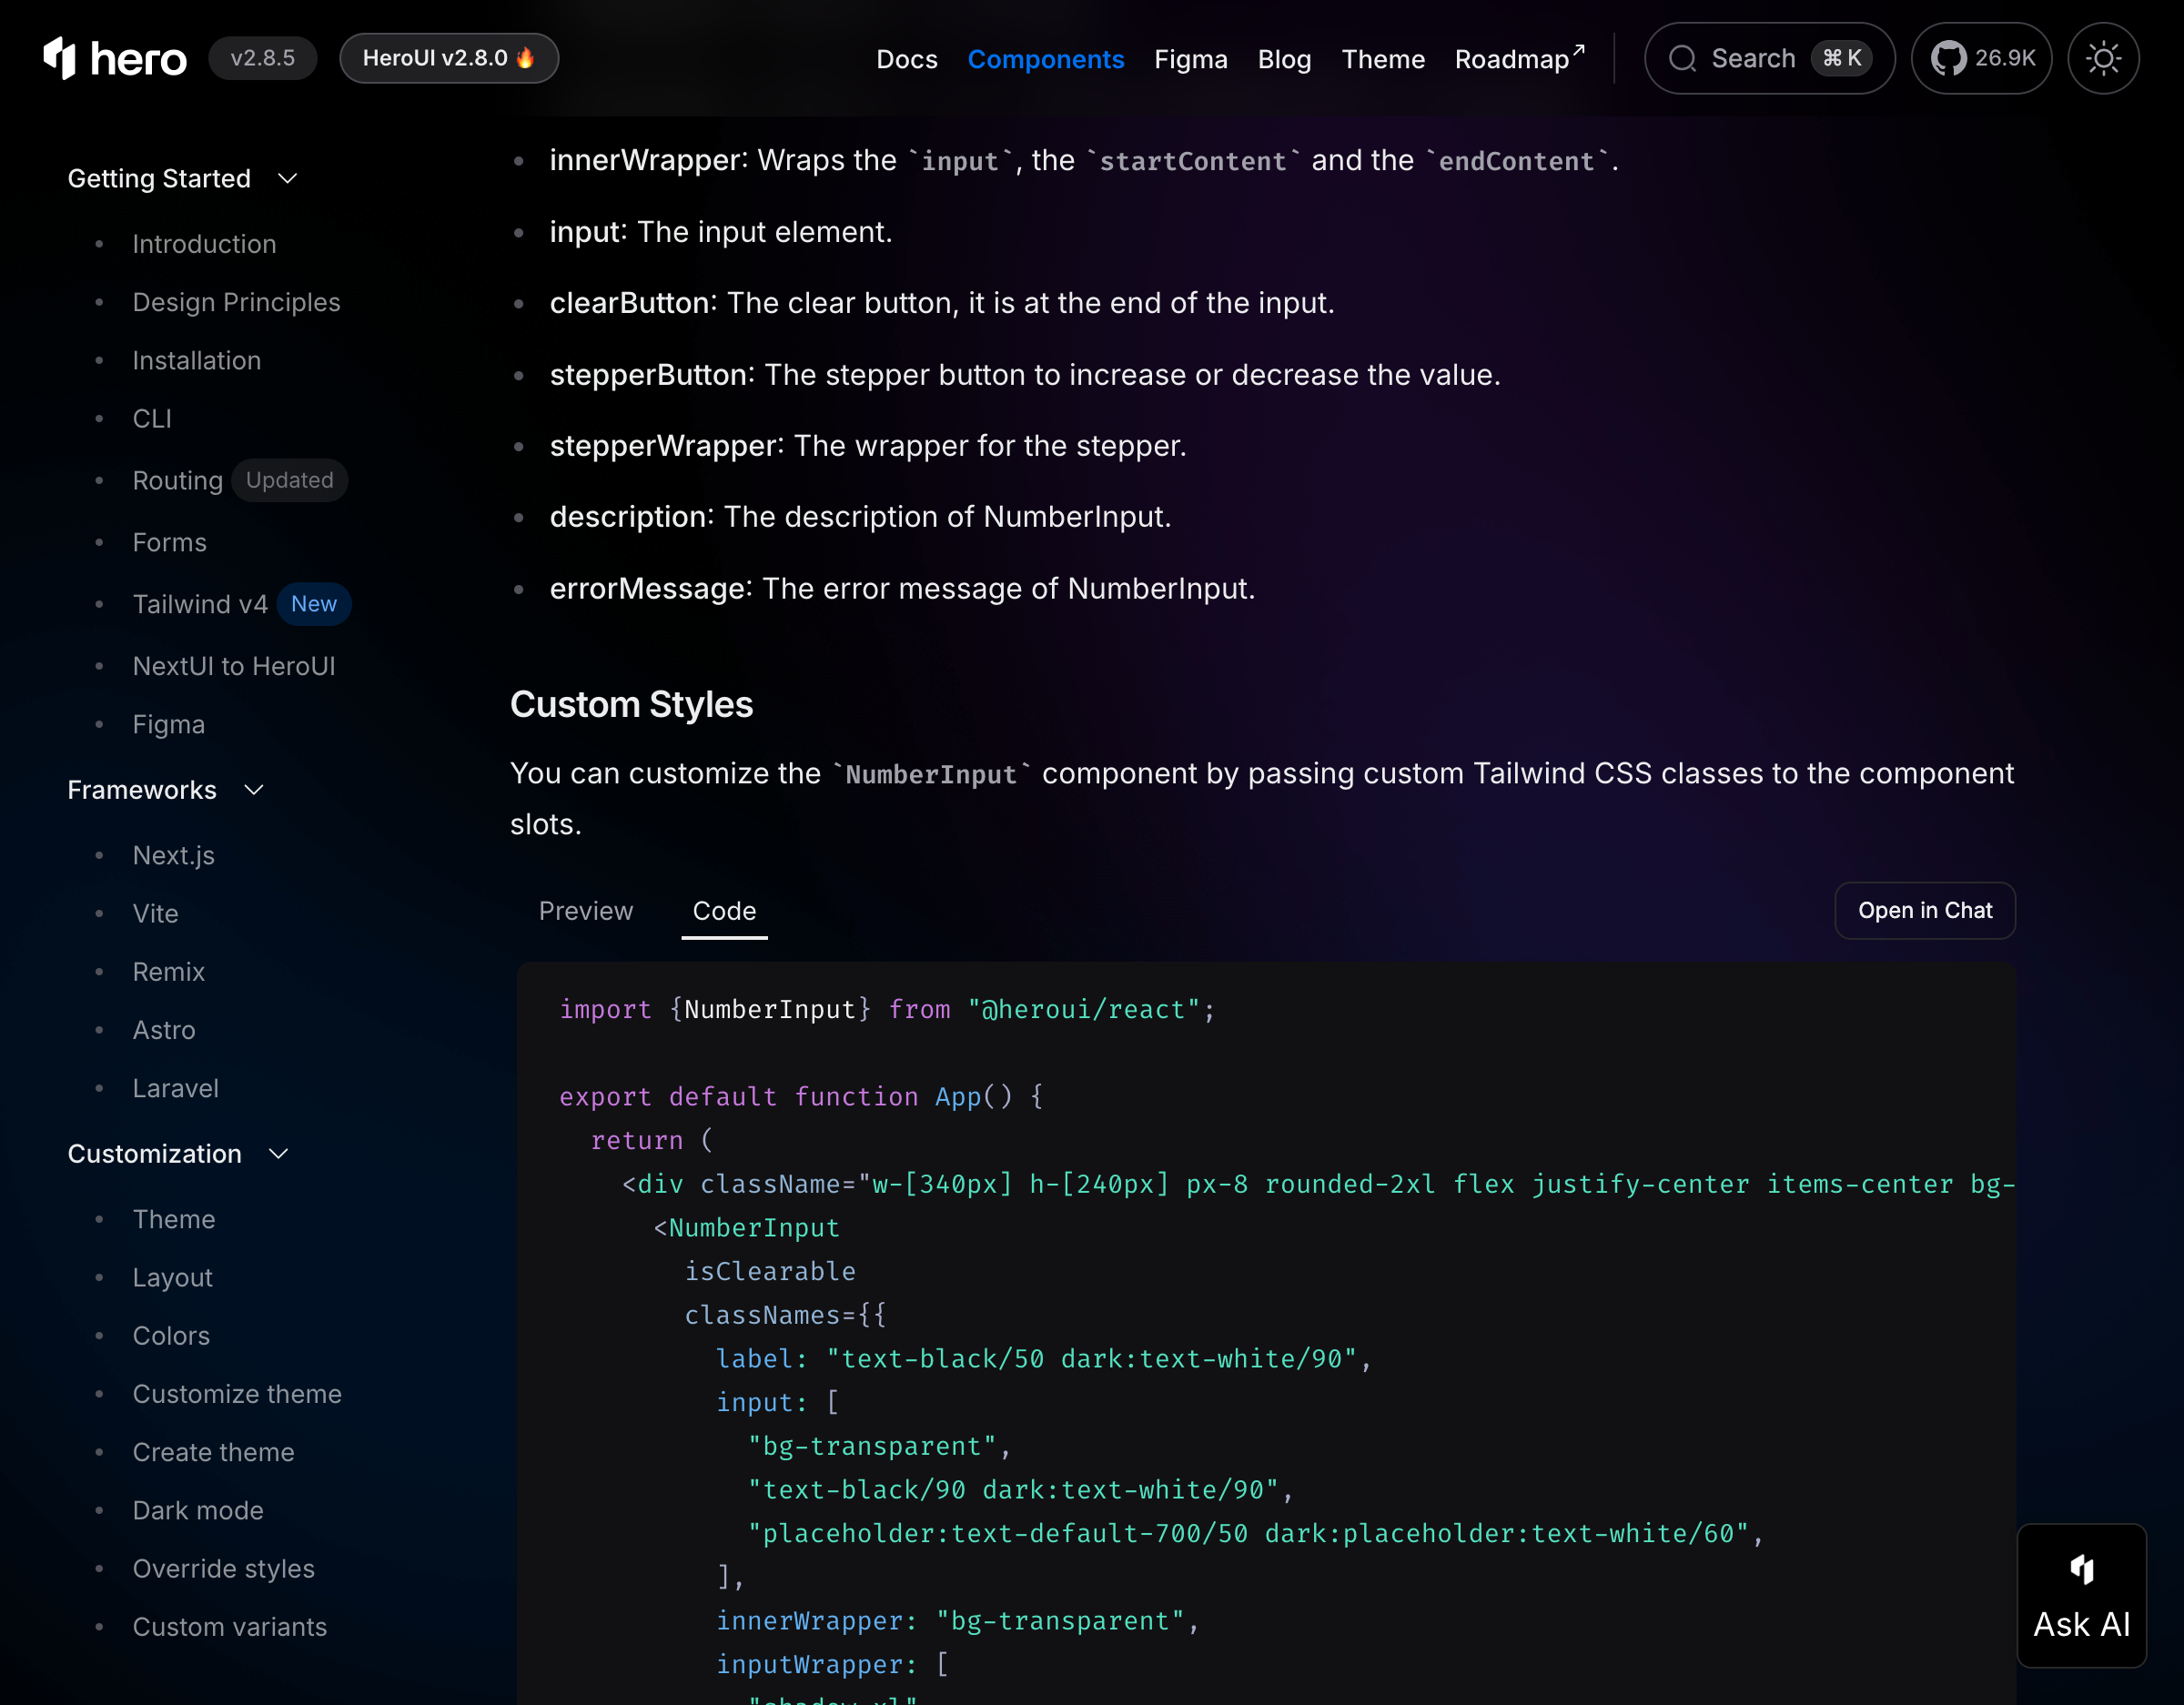 hero v2.8.5 HeroUI v2.8.0 🔥 Docs Components Figma Blog Theme Roadmap↗ Search ⌘ K 26.9K
Getting Started
• Introduction
• Design Principles
• Installation
• CLI
• Routing Updated
• Forms
• Tailwind v4 New
• NextUI to HeroUI
• Figma
Frameworks
• Next.js
• Vite
• Remix
• Astro
• Laravel
Customization
• Theme
• Layout
• Colors
• Customize theme
• Create theme
• Dark mode
• Override styles
• Custom variants
• innerWrapper: Wraps the `input`, the `startContent` and the `endContent`.
• input: The input element.
• clearButton: The clear button, it is at the end of the input.
• stepperButton: The stepper button to increase or decrease the value.
• stepperWrapper: The wrapper for the stepper.
• description: The description of NumberInput.
• errorMessage: The error message of NumberInput.
Custom Styles
You can customize the `NumberInput` component by passing custom Tailwind CSS classes to the component
slots.
Preview Code Open in Chat
import {NumberInput} from "@heroui/react";
export default function App() {
return (
<div className="w-[340px] h-[240px] px-8 rounded-2xl flex justify-center items-center bg-
<NumberInput
isClearable
classNames={{
label: "text-black/50 dark:text-white/90",
input: [
"bg-transparent",
"text-black/90 dark:text-white/90",
"placeholder:text-default-700/50 dark:placeholder:text-white/60",
],
innerWrapper: "bg-transparent",
inputWrapper: [
"shadow-xl"
Ask AI